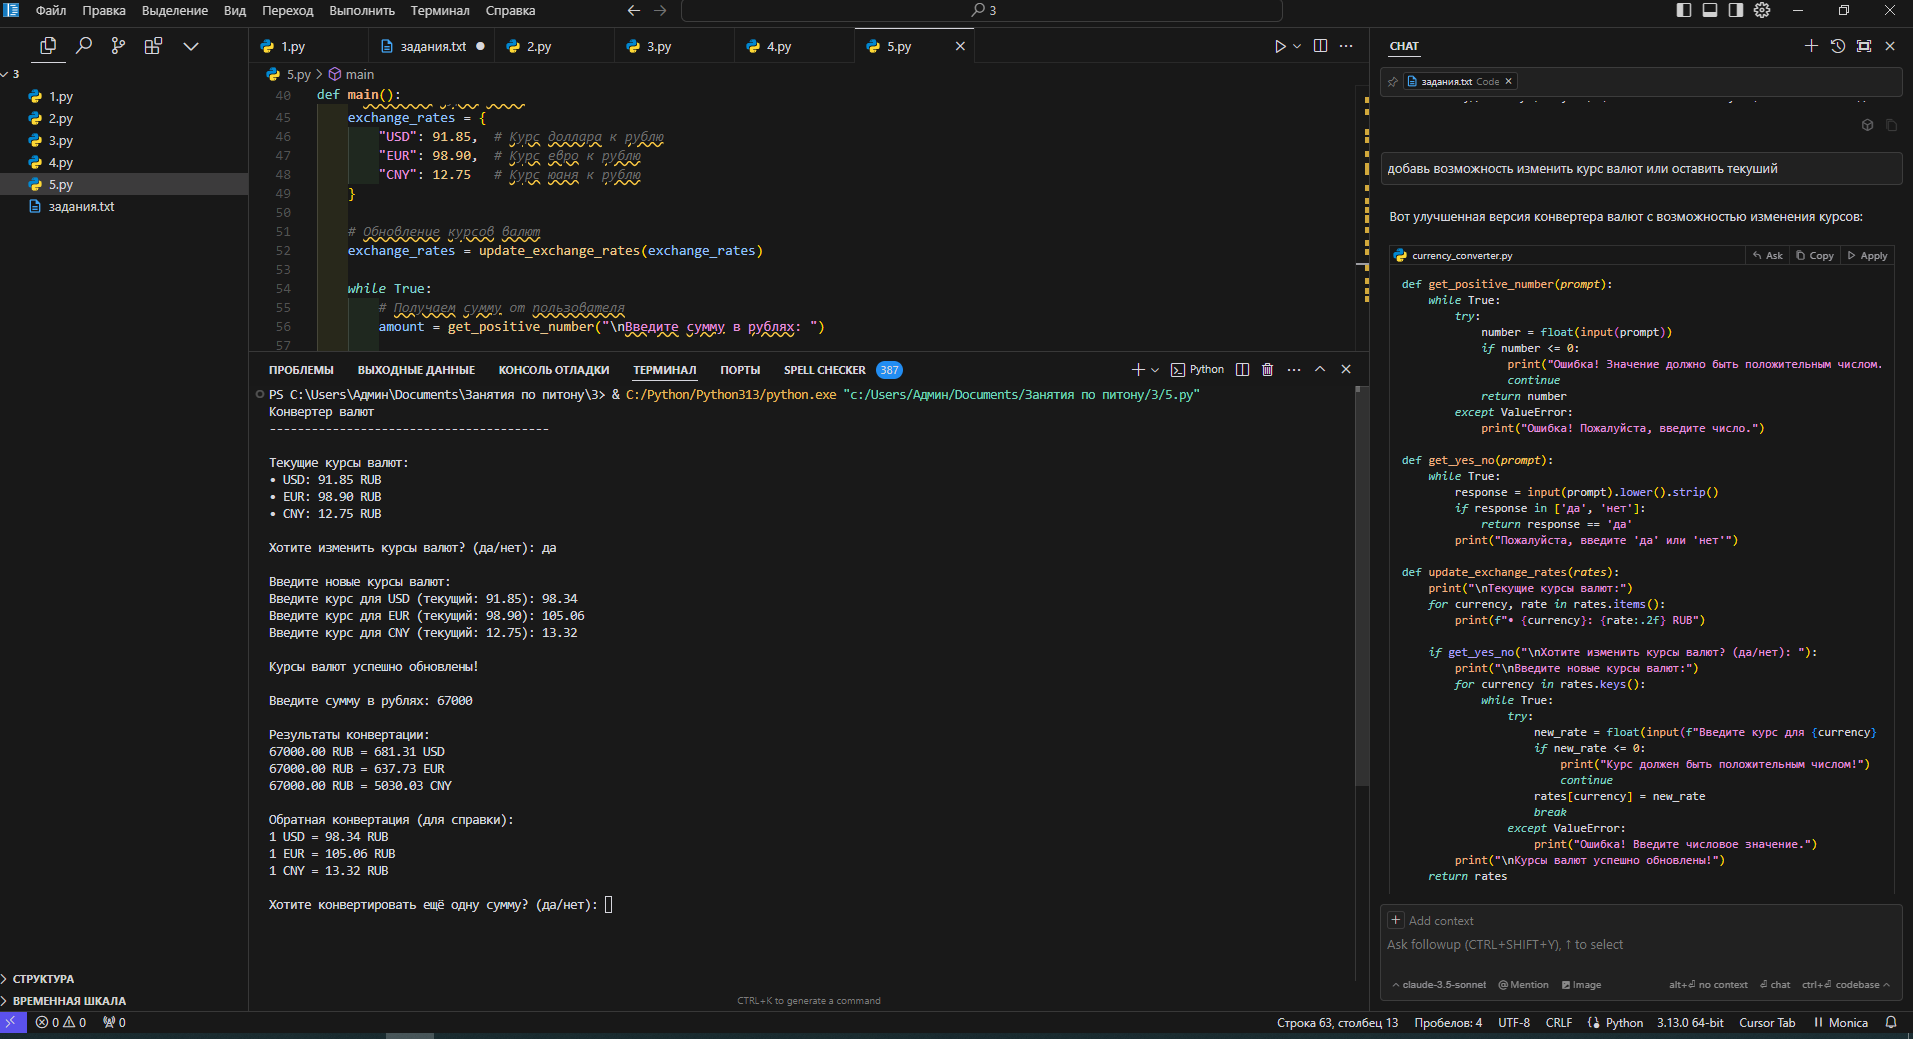 Файл Правка Выделение Вид Переход Выполнить Терминал Справка
3
3
1.py
2.py
3.py
4.py
5.py
задания.txt
СТРУКТУРА
ВРЕМЕННАЯ ШКАЛА
1.py задания.txt 2.py 3.py 4.py 5.py
5.py > main
40 def main():
45 exchange_rates = {
46 "USD": 91.85, # Курс доллара к рублю
47 "EUR": 98.90, # Курс евро к рублю
48 "CNY": 12.75 # Курс юаня к рублю
49 }
50
51 # Обновление курсов валют
52 exchange_rates = update_exchange_rates(exchange_rates)
53
54 while True:
55 # Получаем сумму от пользователя
56 amount = get_positive_number("\nВведите сумму в рублях: ")
57
ПРОБЛЕМЫ ВЫХОДНЫЕ ДАННЫЕ КОНСОЛЬ ОТЛАДКИ ТЕРМИНАЛ ПОРТЫ SPELL CHECKER 387
Python
PS C:\Users\Админ\Documents\Занятия по питону\3> & C:/Python/Python313/python.exe "c:/Users/Админ/Documents/Занятия по питону/3/5.py"
Конвертер валют
----------------------------------------
Текущие курсы валют:
• USD: 91.85 RUB
• EUR: 98.90 RUB
• CNY: 12.75 RUB
Хотите изменить курсы валют? (да/нет): да
Введите новые курсы валют:
Введите курс для USD (текущий: 91.85): 98.34
Введите курс для EUR (текущий: 98.90): 105.06
Введите курс для CNY (текущий: 12.75): 13.32
Курсы валют успешно обновлены!
Введите сумму в рублях: 67000
Результаты конвертации:
67000.00 RUB = 681.31 USD
67000.00 RUB = 637.73 EUR
67000.00 RUB = 5030.03 CNY
Обратная конвертация (для справки):
1 USD = 98.34 RUB
1 EUR = 105.06 RUB
1 CNY = 13.32 RUB
Хотите конвертировать ещё одну сумму? (да/нет):
CTRL+K to generate a command
CHAT
задания.txt Code
добавь возможность изменить курс валют или оставить текуший
Вот улучшенная версия конвертера валют с возможностью изменения курсов:
currency_converter.py Ask Copy Apply
def get_positive_number(prompt):
while True:
try:
number = float(input(prompt))
if number <= 0:
print("Ошибка! Значение должно быть положительным числом.
continue
return number
except ValueError:
print("Ошибка! Пожалуйста, введите число.")
def get_yes_no(prompt):
while True:
response = input(prompt).lower().strip()
if response in ['да', 'нет']:
return response == 'да'
print("Пожалуйста, введите 'да' или 'нет'")
def update_exchange_rates(rates):
print("\nТекущие курсы валют:")
for currency, rate in rates.items():
print(f"• {currency}: {rate:.2f} RUB")
if get_yes_no("\nХотите изменить курсы валют? (да/нет): "):
print("\nВведите новые курсы валют:")
for currency in rates.keys():
while True:
try:
new_rate = float(input(f"Введите курс для {currency}
if new_rate <= 0:
print("Курс должен быть положительным числом!")
continue
rates[currency] = new_rate
break
except ValueError:
print("Ошибка! Введите числовое значение.")
print("\nКурсы валют успешно обновлены!")
return rates
Add context
Ask followup (CTRL+SHIFT+Y), ↑ to select
claude-3.5-sonnet @ Mention Image alt+⏎ no context ⏎ chat ctrl+⏎ codebase
0 0 0 Строка 63, столбец 13 Пробелов: 4 UTF-8 CRLF Python 3.13.0 64-bit Cursor Tab Monica